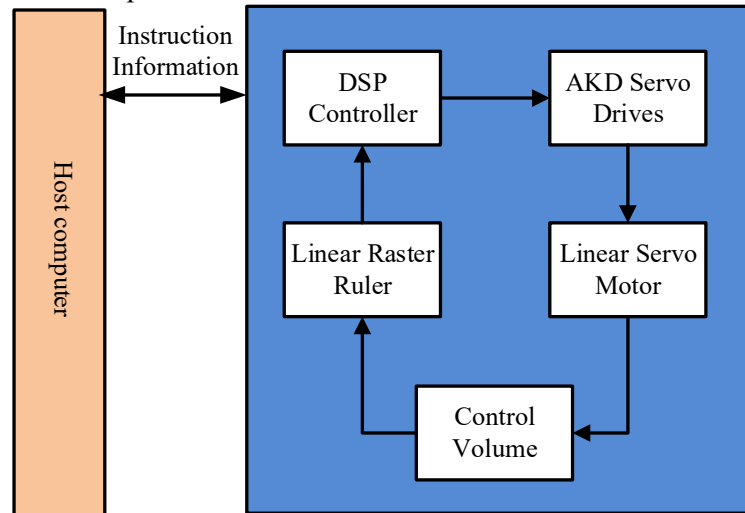 Host computer
Instruction
Information
DSP
Controller
AKD Servo
Drives
Linear Raster
Ruler
Linear Servo
Motor
Control
Volume